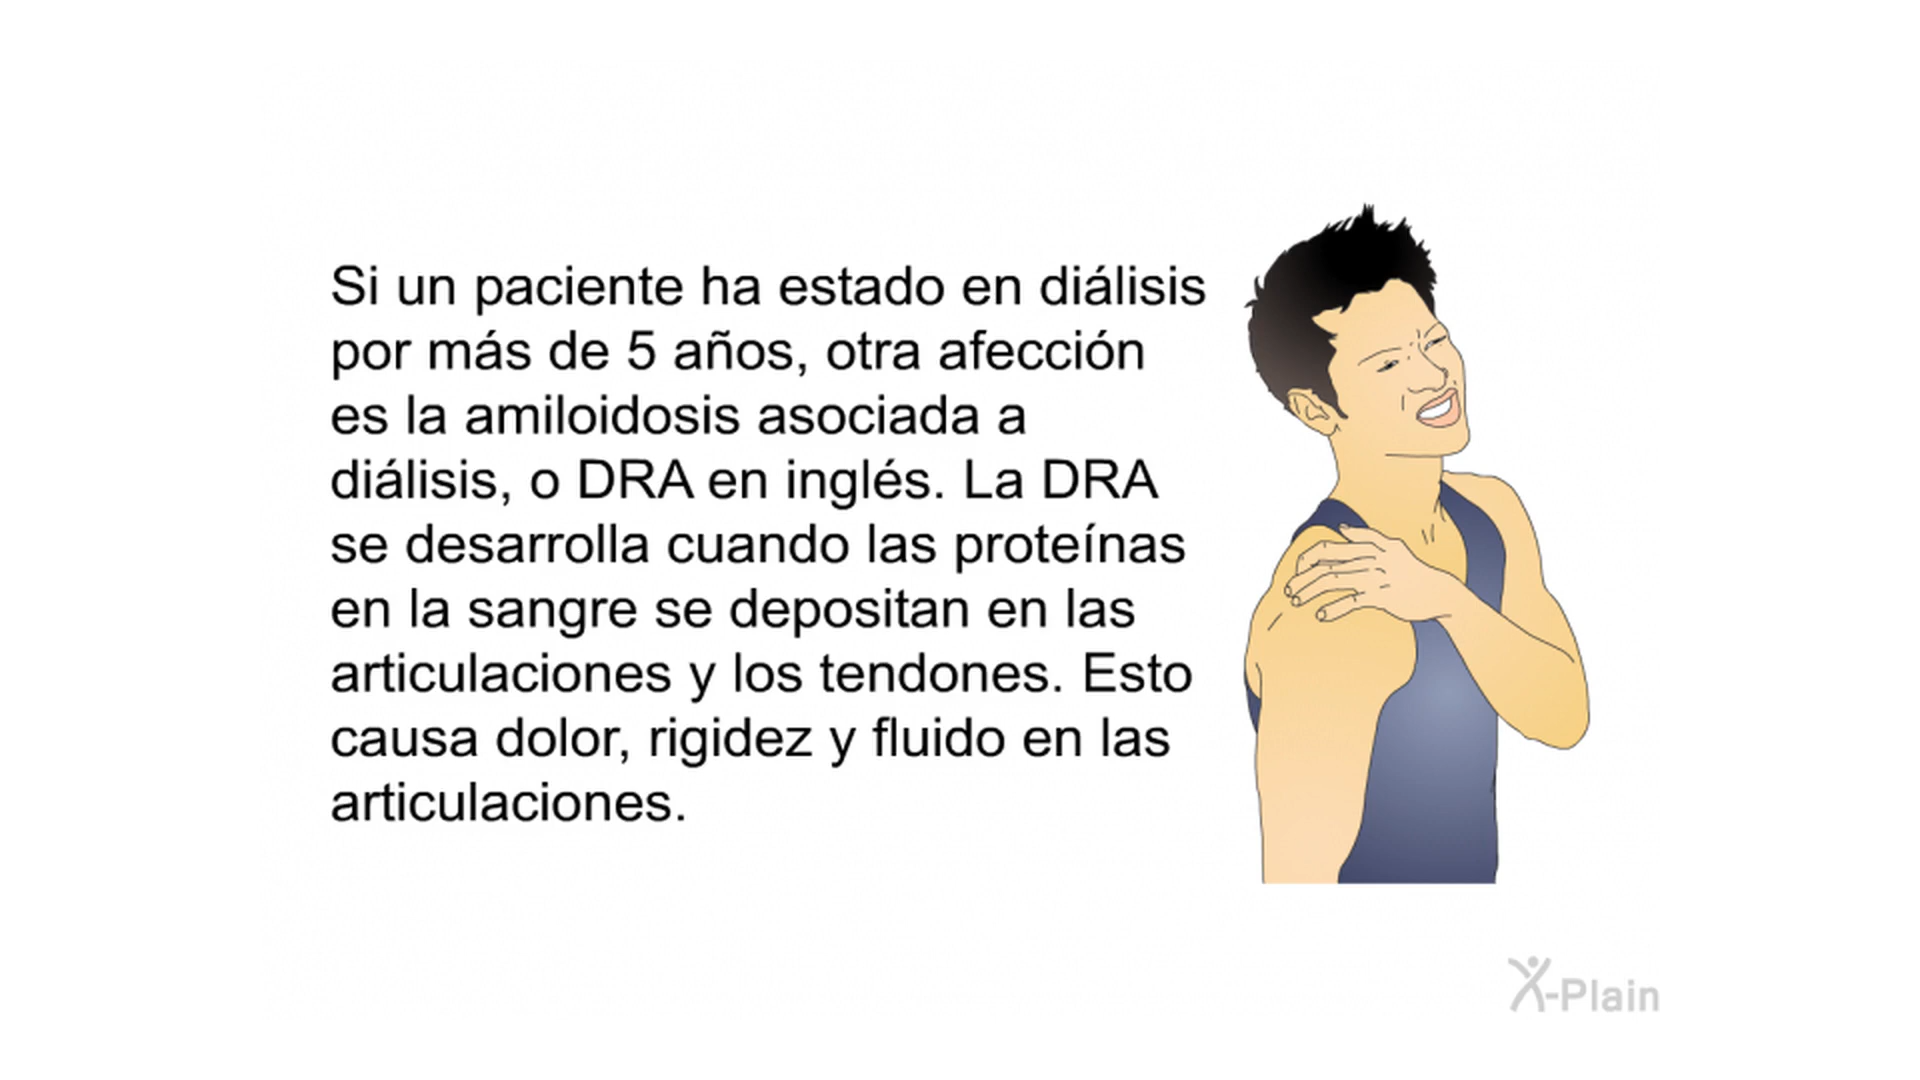 Si un paciente ha estado en diálisis
por más de 5 años, otra afección
es la amiloidosis asociada a
diálisis, o DRA en inglés. La DRA
se desarrolla cuando las proteínas
en la sangre se depositan en las
articulaciones y los tendones. Esto
causa dolor, rigidez y fluido en las
articulaciones.
X-Plain